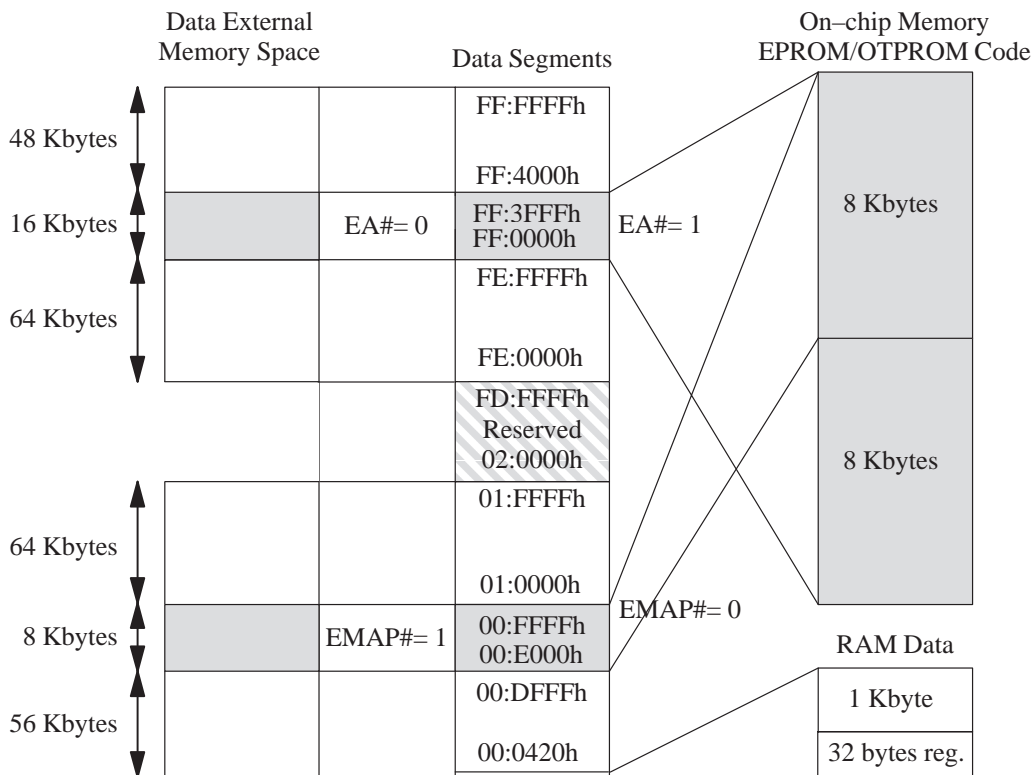 Data External
Memory Space
Data Segments
On–chip Memory
EPROM/OTPROM Code
48 Kbytes
FF:FFFFh
FF:4000h
16 Kbytes
EA#= 0
FF:3FFFh
FF:0000h
EA#= 1
8 Kbytes
64 Kbytes
FE:FFFFh
FE:0000h
FD:FFFFh
Reserved
02:0000h
8 Kbytes
64 Kbytes
01:FFFFh
01:0000h
8 Kbytes
EMAP#= 1
00:FFFFh
00:E000h
EMAP#= 0
RAM Data
56 Kbytes
00:DFFFh
00:0420h
1 Kbyte
32 bytes reg.